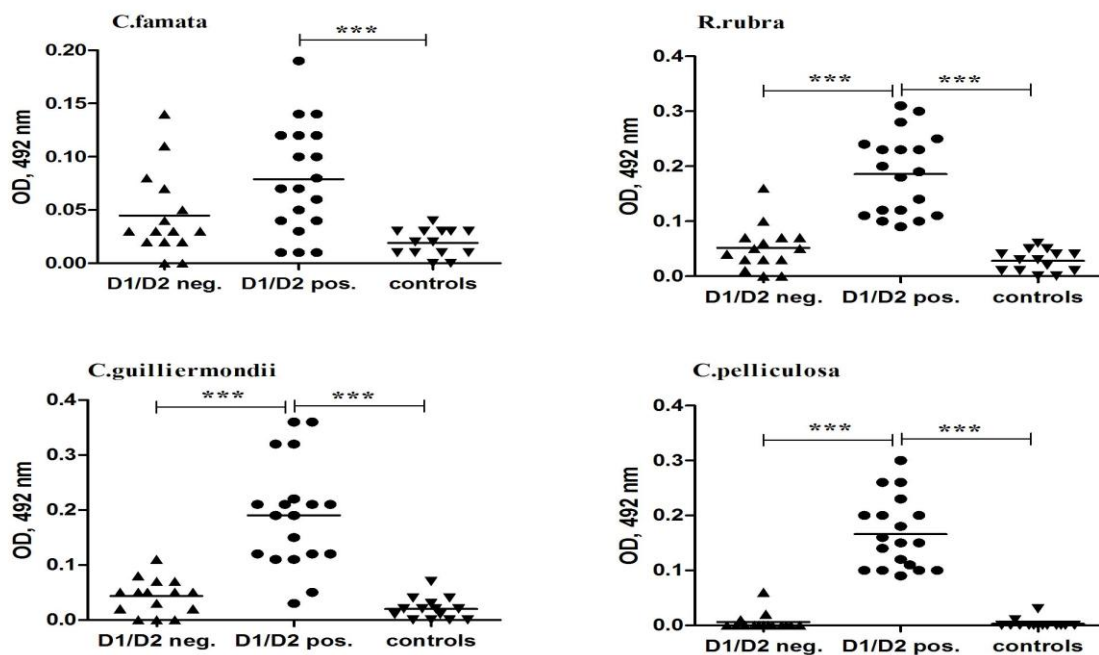 C.famata
***
0.20
0.15
0.10
0.05
0.00
OD, 492 nm
D1/D2 neg. D1/D2 pos. controls
R.rubra
*** ***
0.4
0.3
0.2
0.1
0.0
OD, 492 nm
D1/D2 neg. D1/D2 pos. controls
C.guilliermondii
*** ***
0.4
0.3
0.2
0.1
0.0
OD, 492 nm
D1/D2 neg. D1/D2 pos. controls
C.pelliculosa
*** ***
0.4
0.3
0.2
0.1
0.0
OD, 492 nm
D1/D2 neg. D1/D2 pos. controls